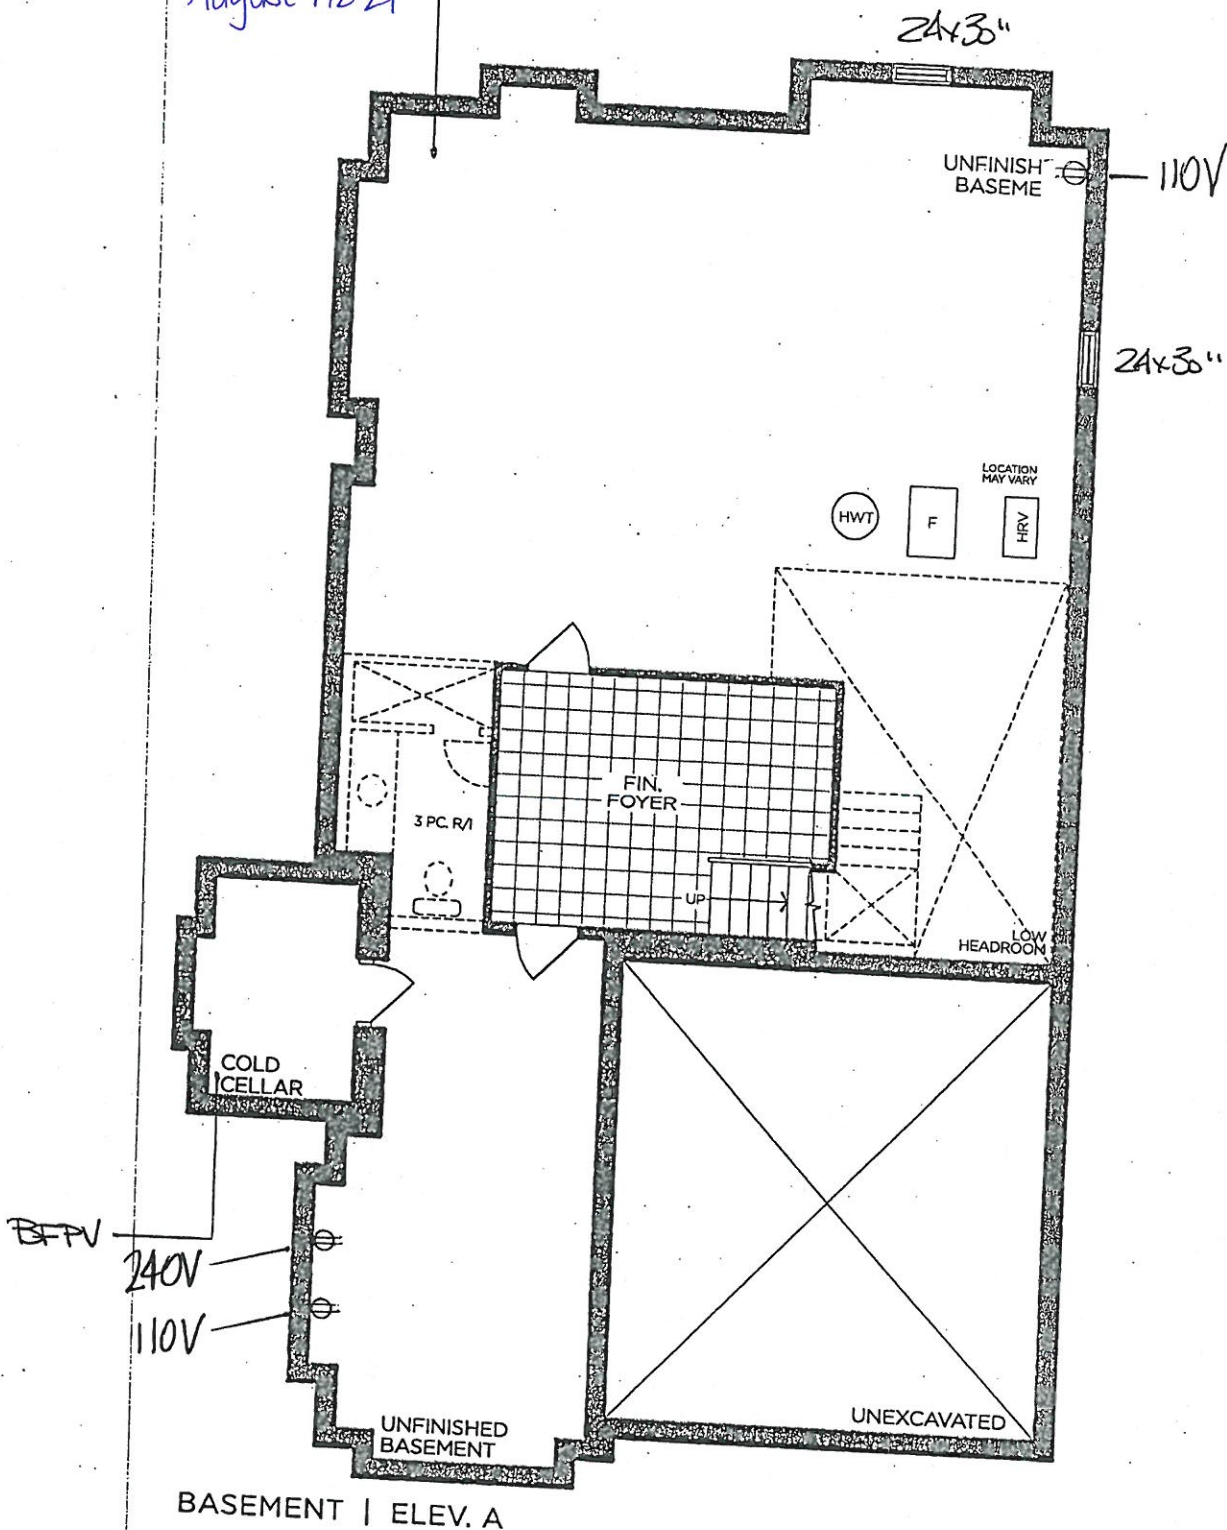 24x30"
UNFINISH
BASEME
110V
24x30"
LOCATION
MAY VARY
HWT
F
HRV
FIN.
FOYER
3 PC. R/I
UP
LOW
HEADROOM
COLD
CELLAR
BFPV
240V
110V
UNEXCAVATED
UNFINISHED
BASEMENT
BASEMENT | ELEV. A